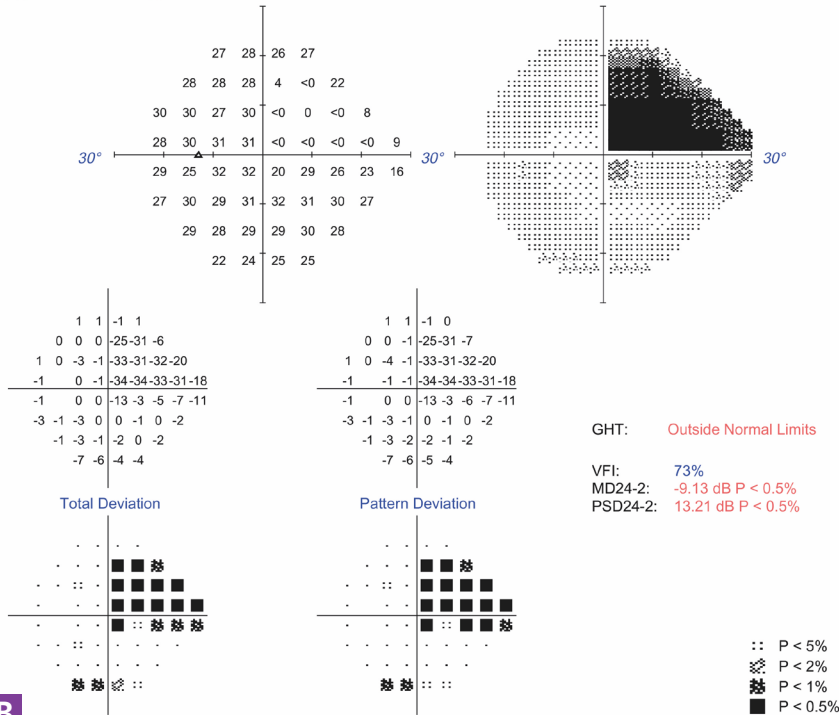 27 28 26 27
28 28 28 4 <0 22
30 30 27 30 <0 0 <0 8
28 30 31 31 <0 <0 <0 <0 9
30° 30° 30°
29 25 32 32 20 29 26 23 16
27 30 29 31 32 31 30 27
29 28 29 29 30 28
22 24 25 25
1 1 -1 1
0 0 0 -25 -31 -6
1 0 -3 -1 -33 -31 -32 -20
-1 0 -1 -34 -34 -33 -31 -18
-1 0 0 -13 -3 -5 -7 -11
-3 -1 -3 0 0 -1 0 -2
-1 -3 -1 -2 0 -2
-7 -6 -4 -4
Total Deviation
1 1 -1 0
0 0 -1 -25 -31 -7
1 0 -4 -1 -33 -31 -32 -20
-1 -1 -1 -34 -34 -33 -31 -18
-1 0 0 -13 -3 -6 -7 -11
-3 -1 -3 -1 0 -1 0 -2
-1 -3 -2 -2 -1 -2
-7 -6 -5 -4
Pattern Deviation
GHT: Outside Normal Limits
VFI: 73%
MD24-2: -9.13 dB P < 0.5%
PSD24-2: 13.21 dB P < 0.5%
P < 5%
P < 2%
P < 1%
P < 0.5%
B